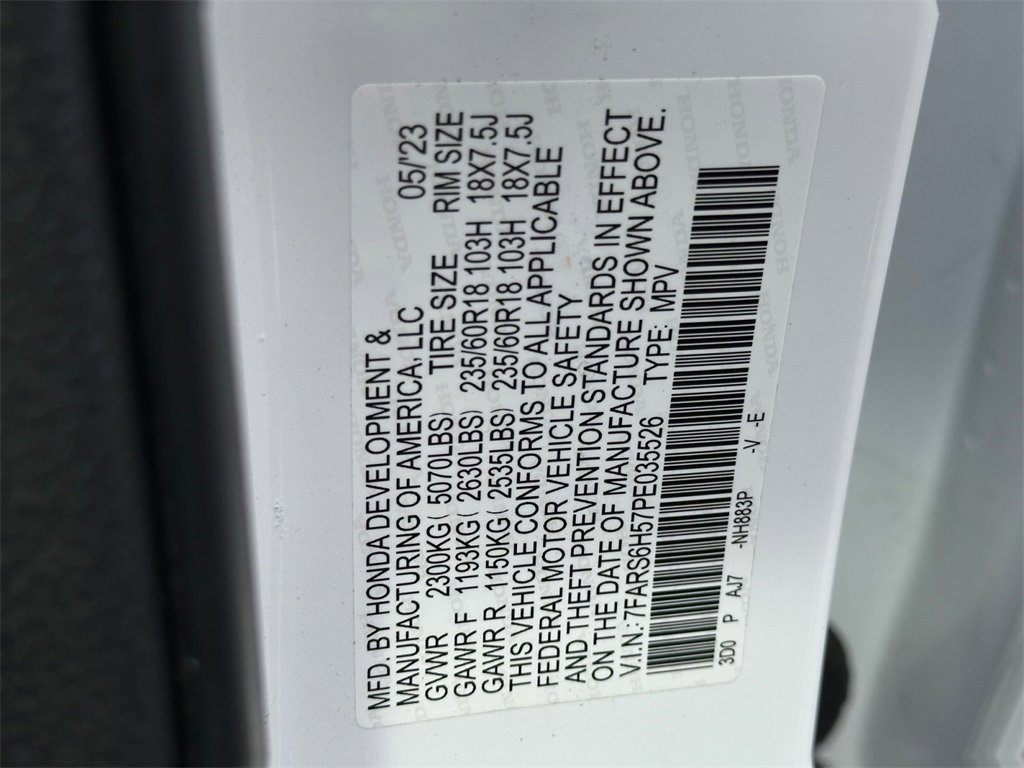 MFD. BY HONDA DEVELOPMENT &
MANUFACTURING OF AMERICA, LLC 05/'23
GVWR 2300KG( 5070LBS) TIRE SIZE RIM SIZE
GAWR F 1193KG( 2630LBS) 235/60R18 103H 18X7.5J
GAWR R 1150KG( 2535LBS) 235/60R18 103H 18X7.5J
THIS VEHICLE CONFORMS TO ALL APPLICABLE
FEDERAL MOTOR VEHICLE SAFETY
AND THEFT PREVENTION STANDARDS IN EFFECT
ON THE DATE OF MANUFACTURE SHOWN ABOVE.
V.I.N.: 7FARS6H57PE035526 TYPE: MPV
3D0 P AJ7 -NH883P -V -E